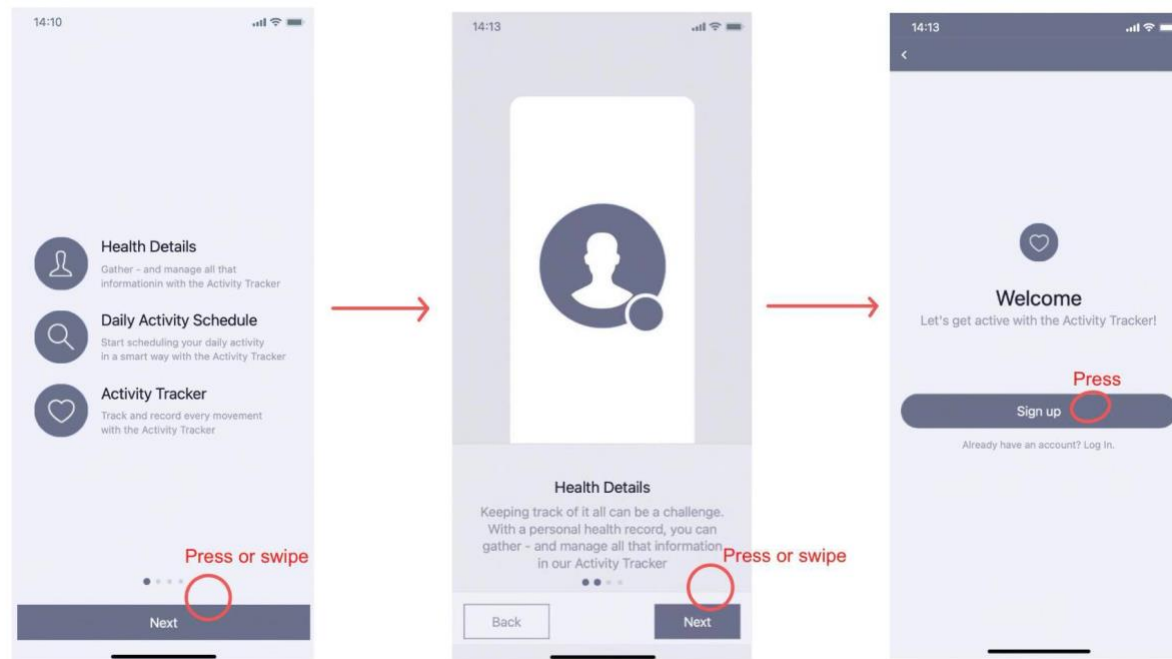 14:10
Health Details
Gather - and manage all that
informationin with the Activity Tracker
Daily Activity Schedule
Start scheduling your daily activity
in a smart way with the Activity Tracker
Activity Tracker
Track and record every movement
with the Activity Tracker
Press or swipe
Next
14:13
Health Details
Keeping track of it all can be a challenge.
With a personal health record, you can
gather - and manage all that information
in our Activity Tracker
Press or swipe
Back
Next
14:13
Welcome
Let's get active with the Activity Tracker!
Press
Sign up
Already have an account? Log In.